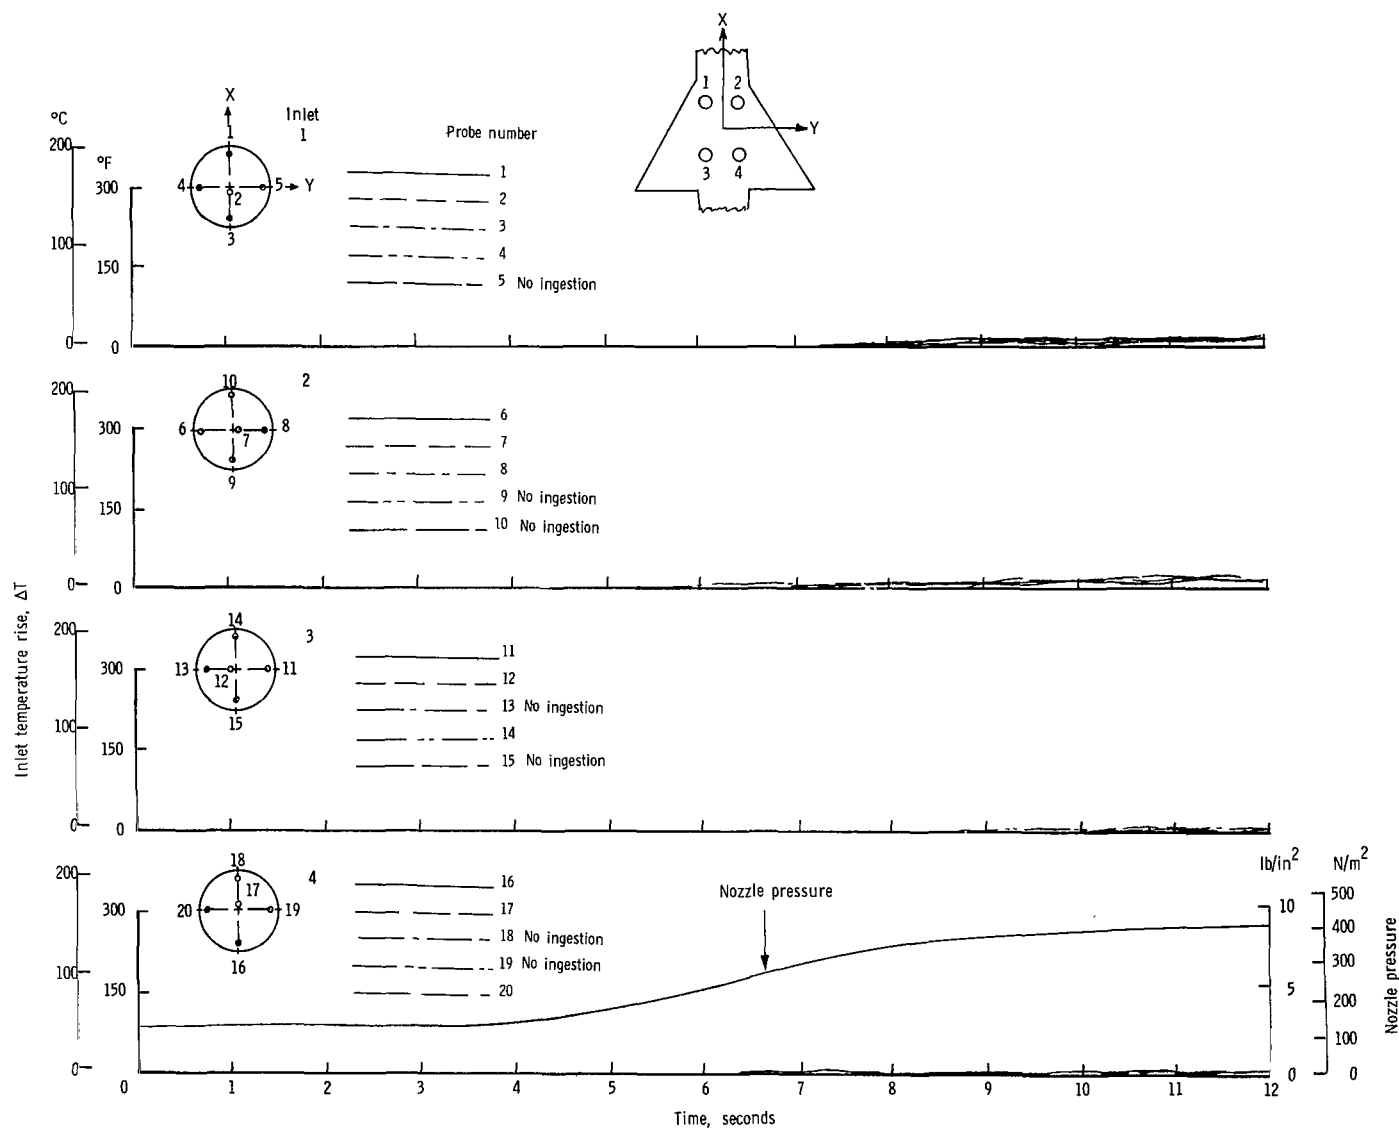 X
1 2
Y
3 4
°C
200
100
0
°F
300
150
0
X
1
4 5 Y
2
3
Inlet
1
Probe number
1
2
3
4
5 No ingestion
200
100
0
300
150
0
10
6 7 8
9
2
6
7
8
9 No ingestion
10 No ingestion
Inlet temperature rise, ΔT
200
100
0
300
150
0
14
13 12 11
15
3
11
12
13 No ingestion
14
15 No ingestion
200
100
0
300
150
0
18
17
20 19
16
4
16
17
18 No ingestion
19 No ingestion
20
Nozzle pressure
lb/in2
10
5
0
N/m2
500
400
300
200
100
0
Nozzle pressure
1 2 3 4 5 6 7 8 9 10 11 12
Time, seconds